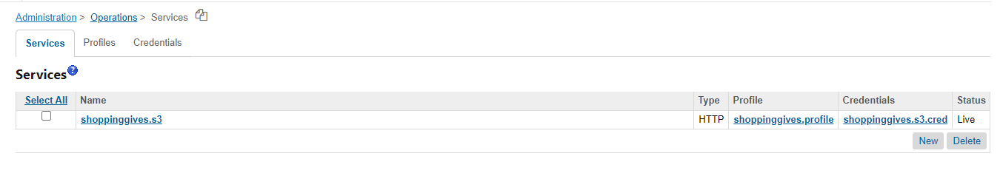 Administration > Operations > Services
Services Profiles Credentials
Services?
Select All Name Type Profile Credentials Status
shoppinggives.s3 HTTP shoppinggives.profile shoppinggives.s3.cred Live
New Delete